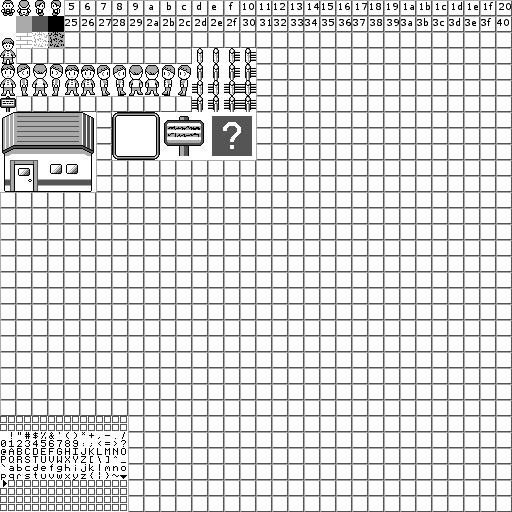 5 6 7 8 9 a b c d e f 10 11 12 13 14 15 16 17 18 19 1a 1b 1c 1d 1e 1f 20
25 26 27 28 29 2a 2b 2c 2d 2e 2f 30 31 32 33 34 35 36 37 38 39 3a 3b 3c 3d 3e 3f 40
?
!"#$%&'()*+,-./
0123456789:;<=>?
@ABCDEFGHIJKLMNO
PQRSTUVWXYZ[\]^_
`abcdefghijklmno
pqrstuvwxyz{|}~